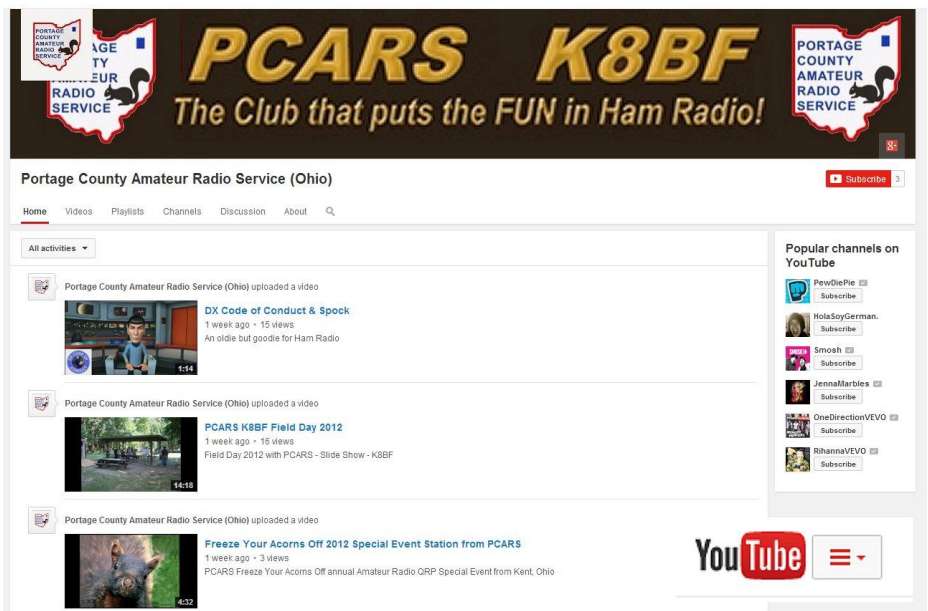 PORTAGE
COUNTY
AMATEUR
RADIO
SERVICE
AGE
TY
AMATEUR
RADIO
SERVICE
PCARS K8BF
The Club that puts the FUN in Ham Radio!
PORTAGE
COUNTY
AMATEUR
RADIO
SERVICE
8+
Portage County Amateur Radio Service (Ohio)
Subscribe 3
Home Videos Playlists Channels Discussion About
All activities
Portage County Amateur Radio Service (Ohio) uploaded a video
DX Code of Conduct & Spock
1 week ago • 15 views
An oldie but goodie for Ham Radio
1:14
Portage County Amateur Radio Service (Ohio) uploaded a video
PCARS K8BF Field Day 2012
1 week ago • 16 views
Field Day 2012 with PCARS - Slide Show - K8BF
14:18
Portage County Amateur Radio Service (Ohio) uploaded a video
Freeze Your Acorns Off 2012 Special Event Station from PCARS
1 week ago • 3 views
PCARS Freeze Your Acorns Off annual Amateur Radio QRP Special Event from Kent, Ohio
4:32
Popular channels on
YouTube
PewDiePie
Subscribe
HolaSoyGerman.
Subscribe
Smosh
Subscribe
JennaMarbles
Subscribe
OneDirectionVEVO
Subscribe
RihannaVEVO
Subscribe
YouTube